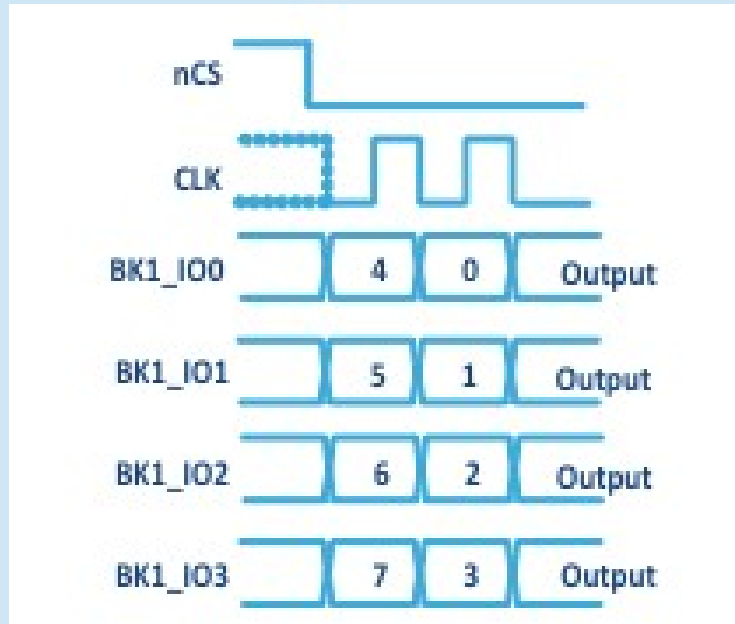 nCS
CLK
BK1_IO0 4 0 Output
BK1_IO1 5 1 Output
BK1_IO2 6 2 Output
BK1_IO3 7 3 Output